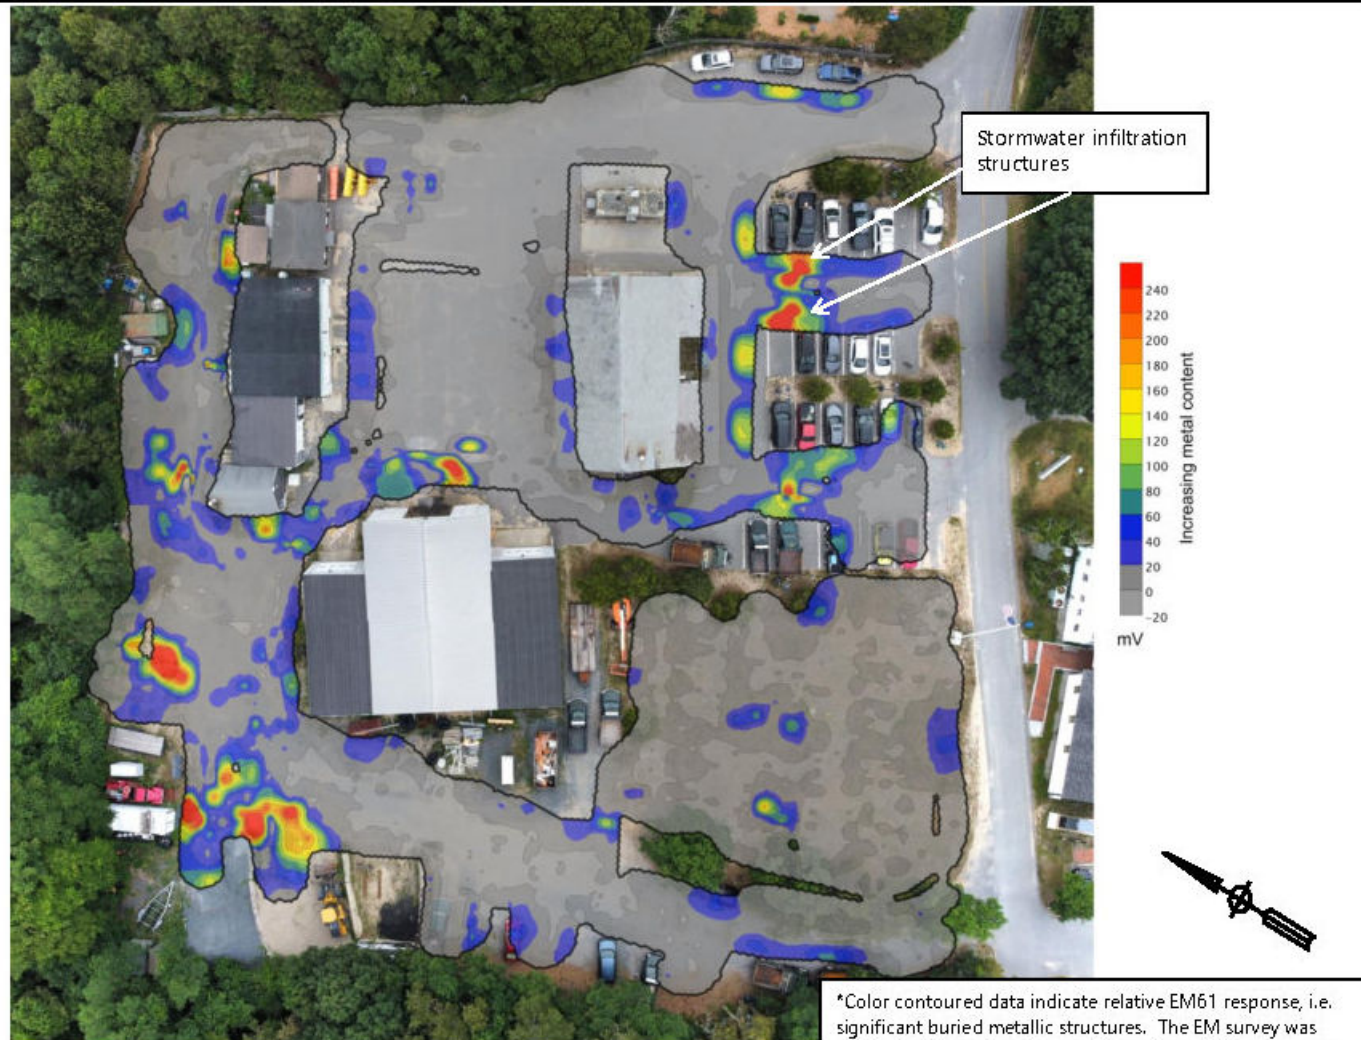 Stormwater infiltration
structures
240
220
200
180
160
140
120
100
80
60
40
20
0
-20
mV
Increasing metal content
*Color contoured data indicate relative EM61 response, i.e.
significant buried metallic structures. The EM survey was